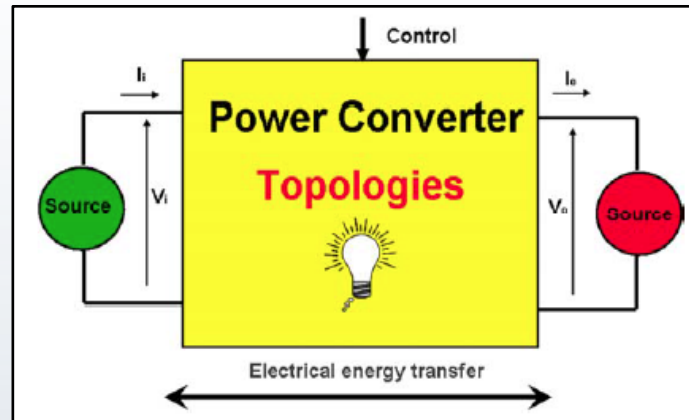 Control
Iᵢ
Iₒ
Power Converter
Topologies
Source
Vᵢ
Vₒ
Source
Electrical energy transfer